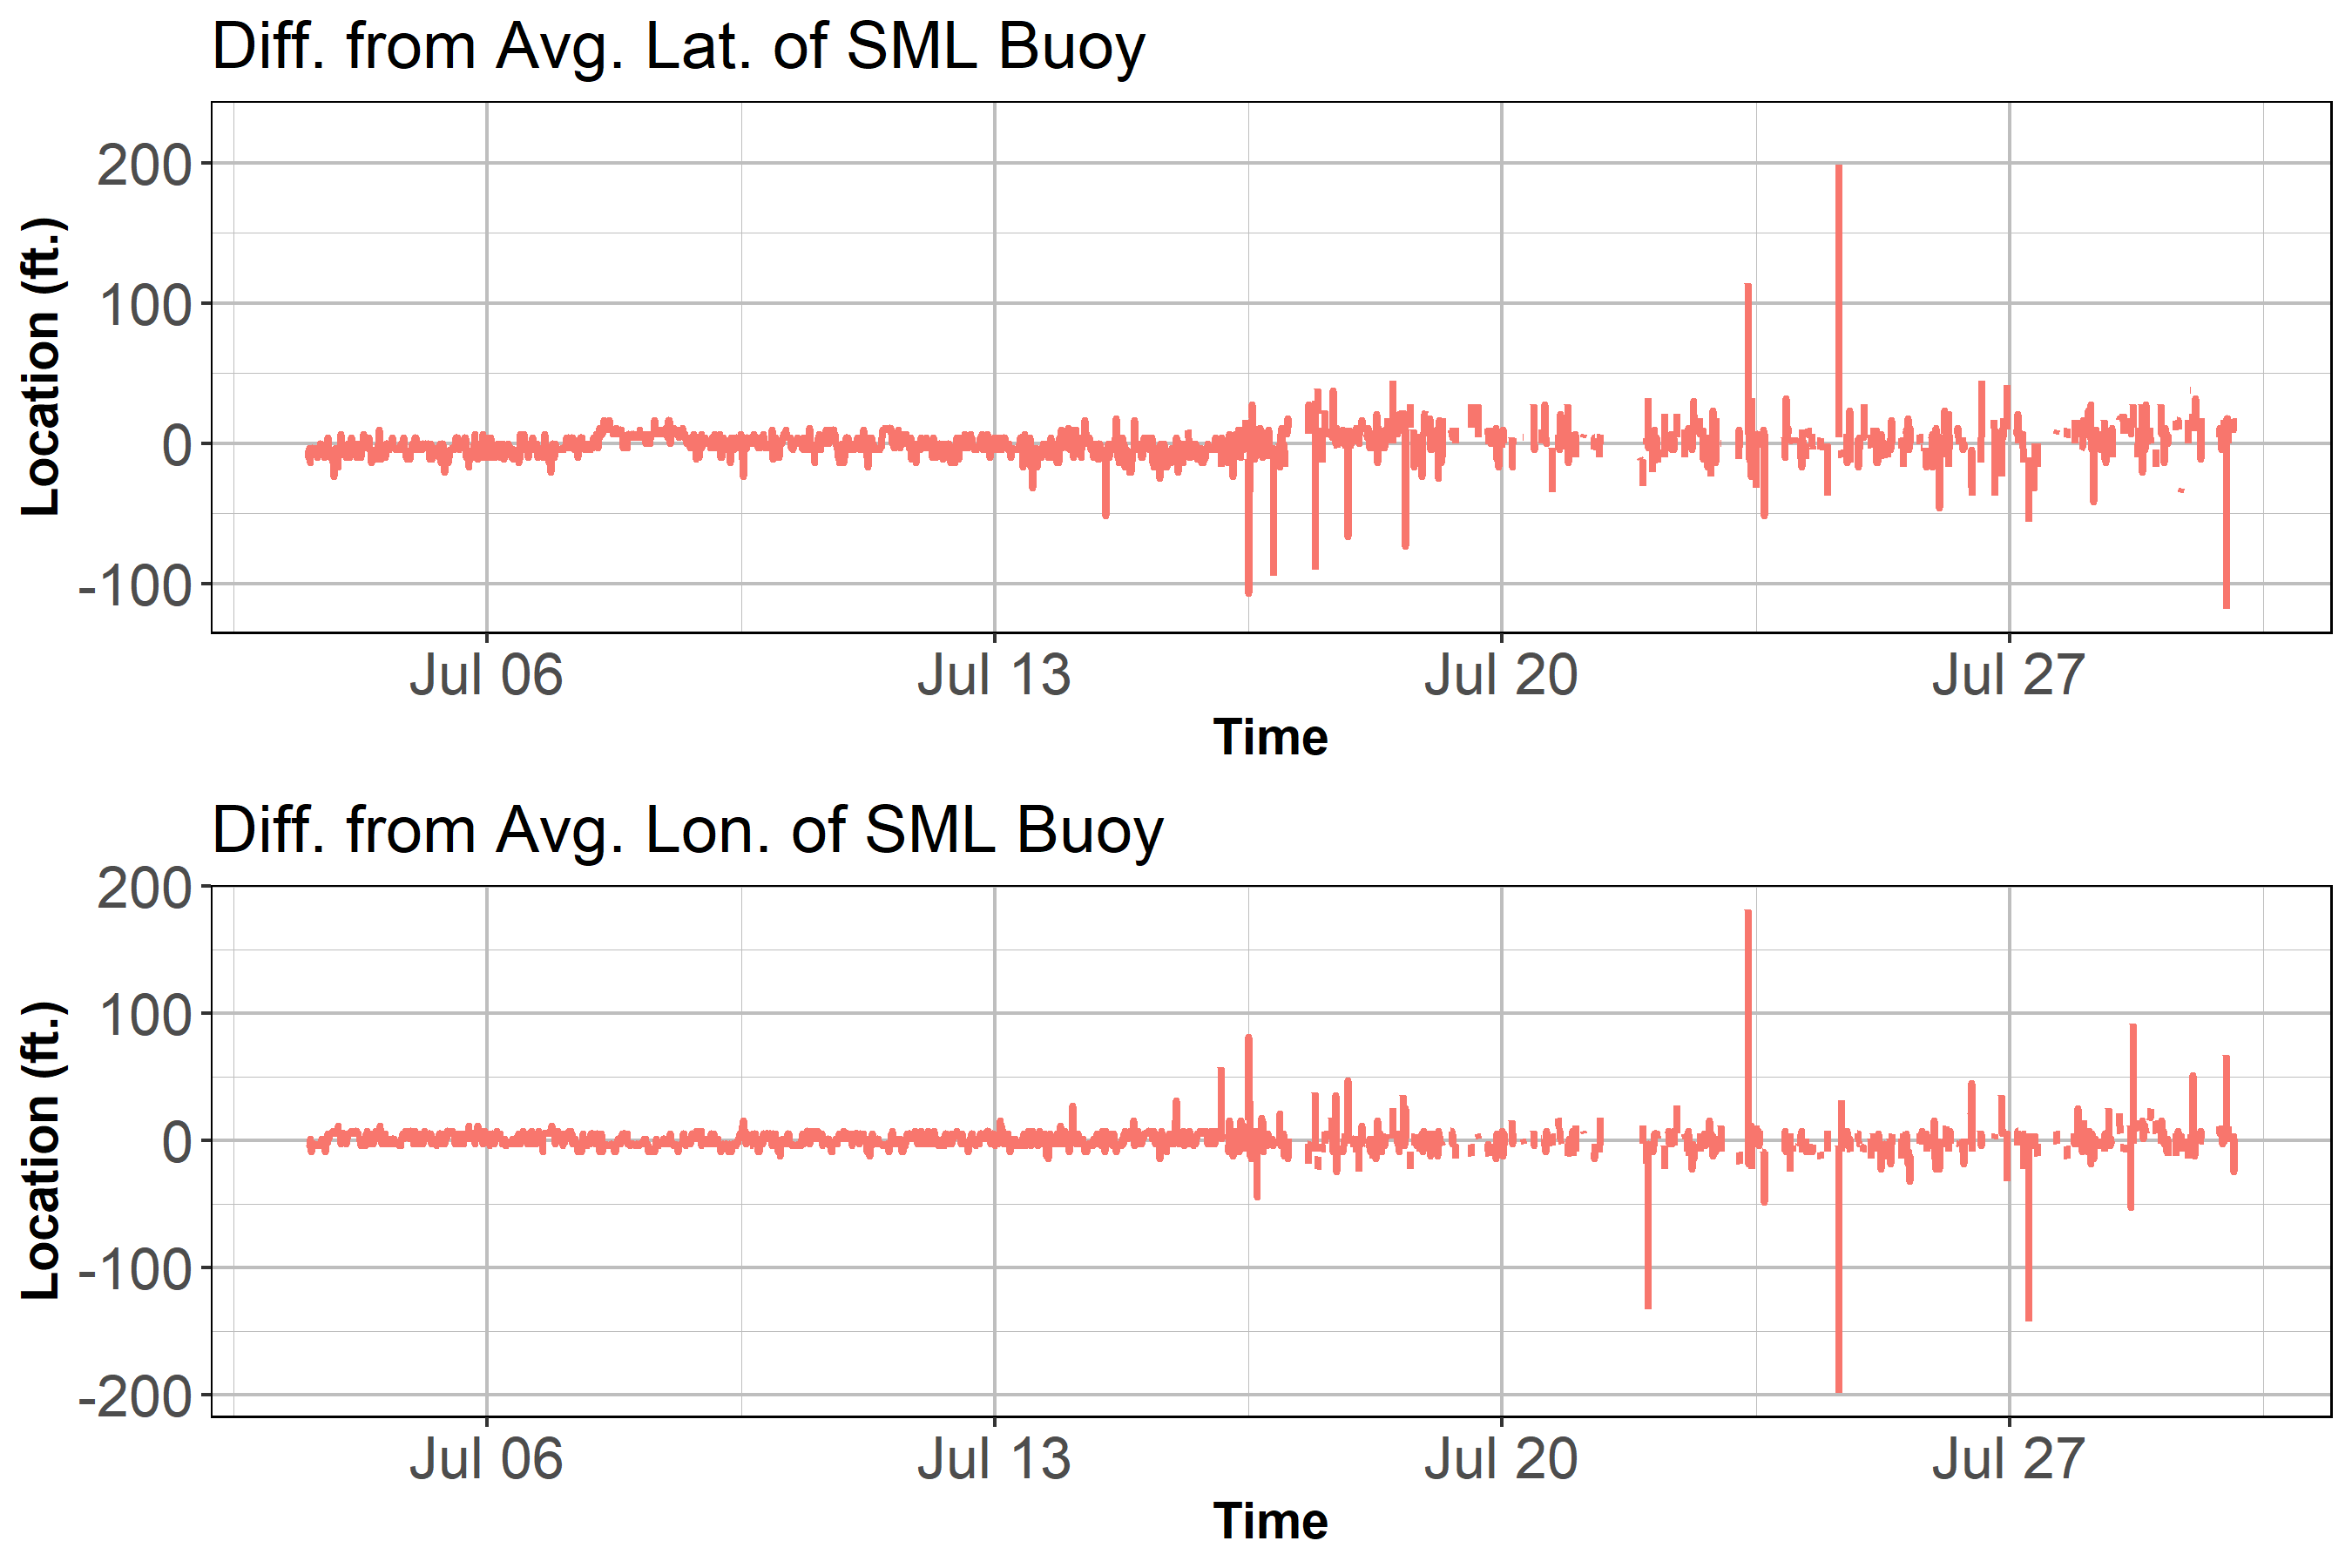 Diff. from Avg. Lat. of SML Buoy
Location (ft.)
200
100
0
-100
Jul 06 Jul 13 Jul 20 Jul 27
Time
Diff. from Avg. Lon. of SML Buoy
Location (ft.)
200
100
0
-100
-200
Jul 06 Jul 13 Jul 20 Jul 27
Time